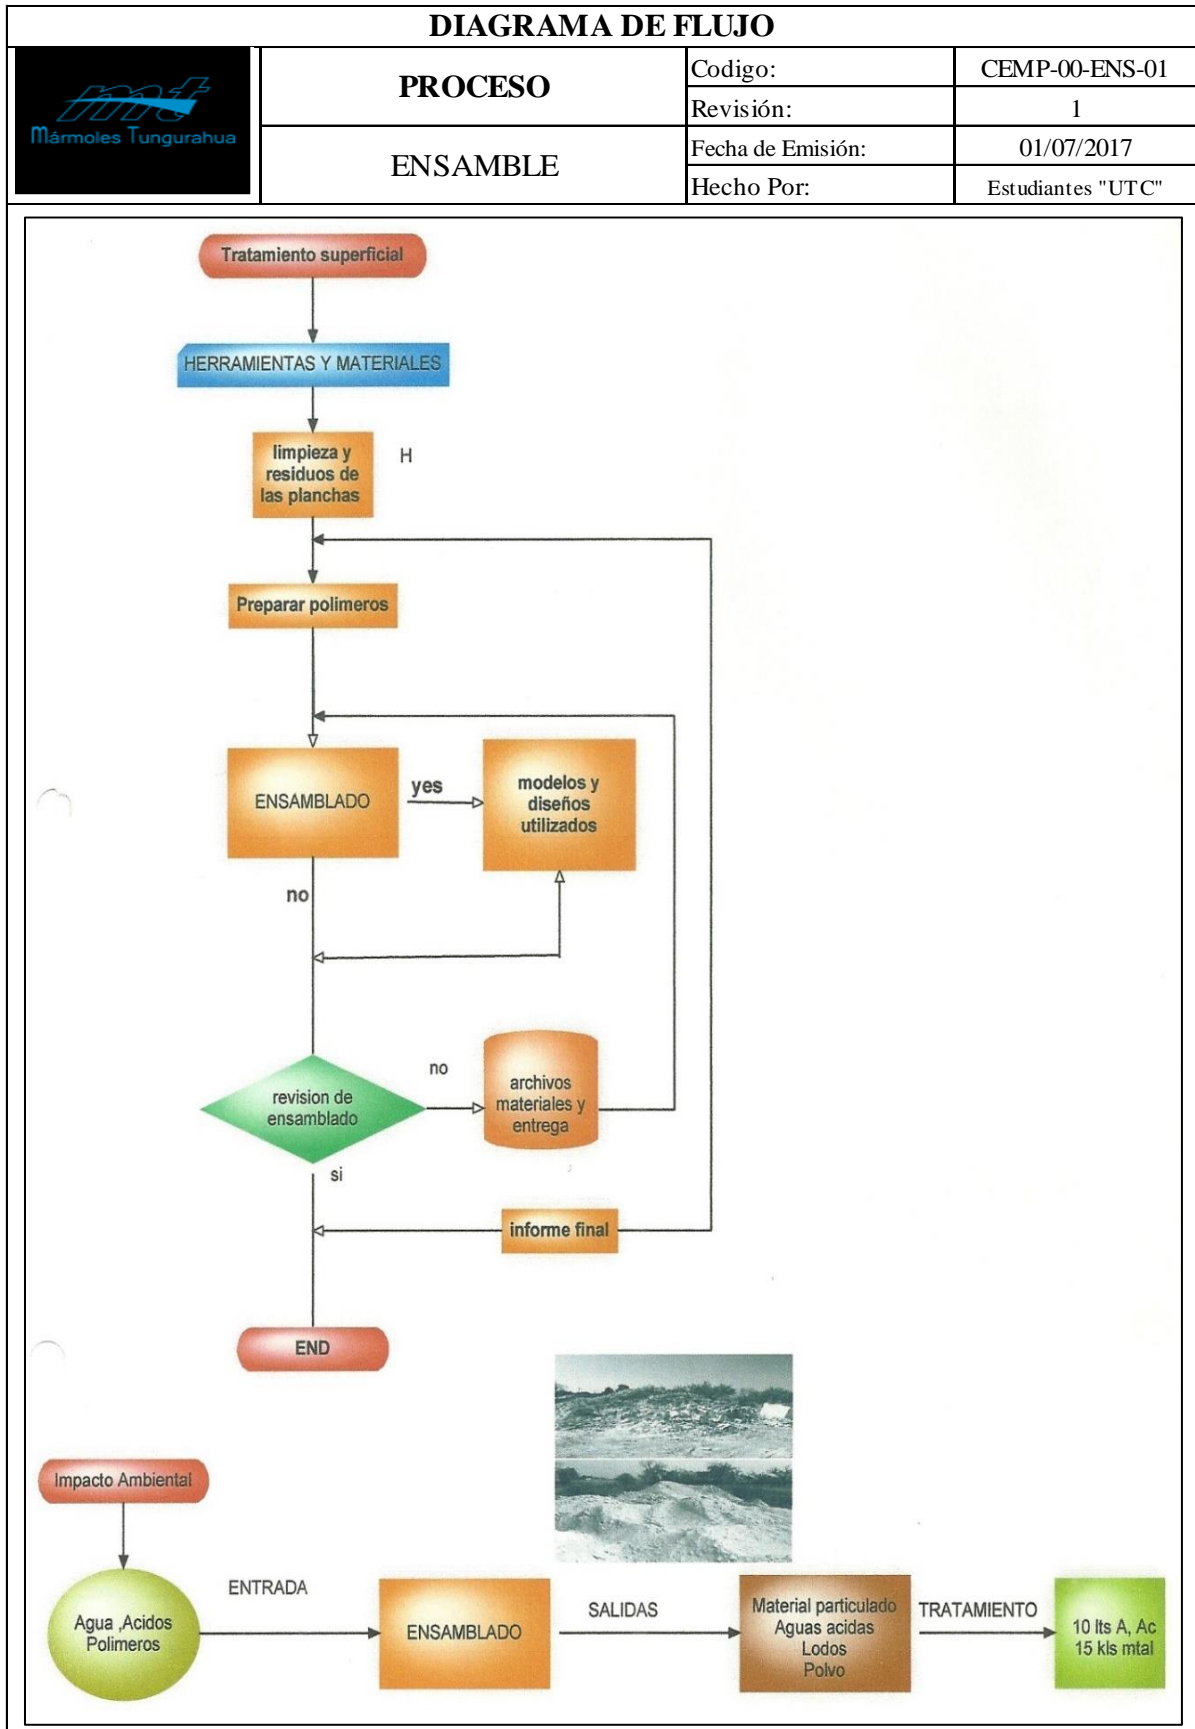 DIAGRAMA DE FLUJO
mt
Mármoles Tungurahua
PROCESO
ENSAMBLE
Codigo:
CEMP-00-ENS-01
Revisión:
1
Fecha de Emisión:
01/07/2017
Hecho Por:
Estudiantes "UTC"
Tratamiento superficial
HERRAMIENTAS Y MATERIALES
limpieza y
residuos de
las planchas
H
Preparar polimeros
ENSAMBLADO
yes
modelos y
diseños
utilizados
no
revision de
ensamblado
no
archivos
materiales y
entrega
si
informe final
END
Impacto Ambiental
Agua ,Acidos
Polimeros
ENTRADA
ENSAMBLADO
SALIDAS
Material particulado
Aguas acidas
Lodos
Polvo
TRATAMIENTO
10 lts A, Ac
15 kls mtal